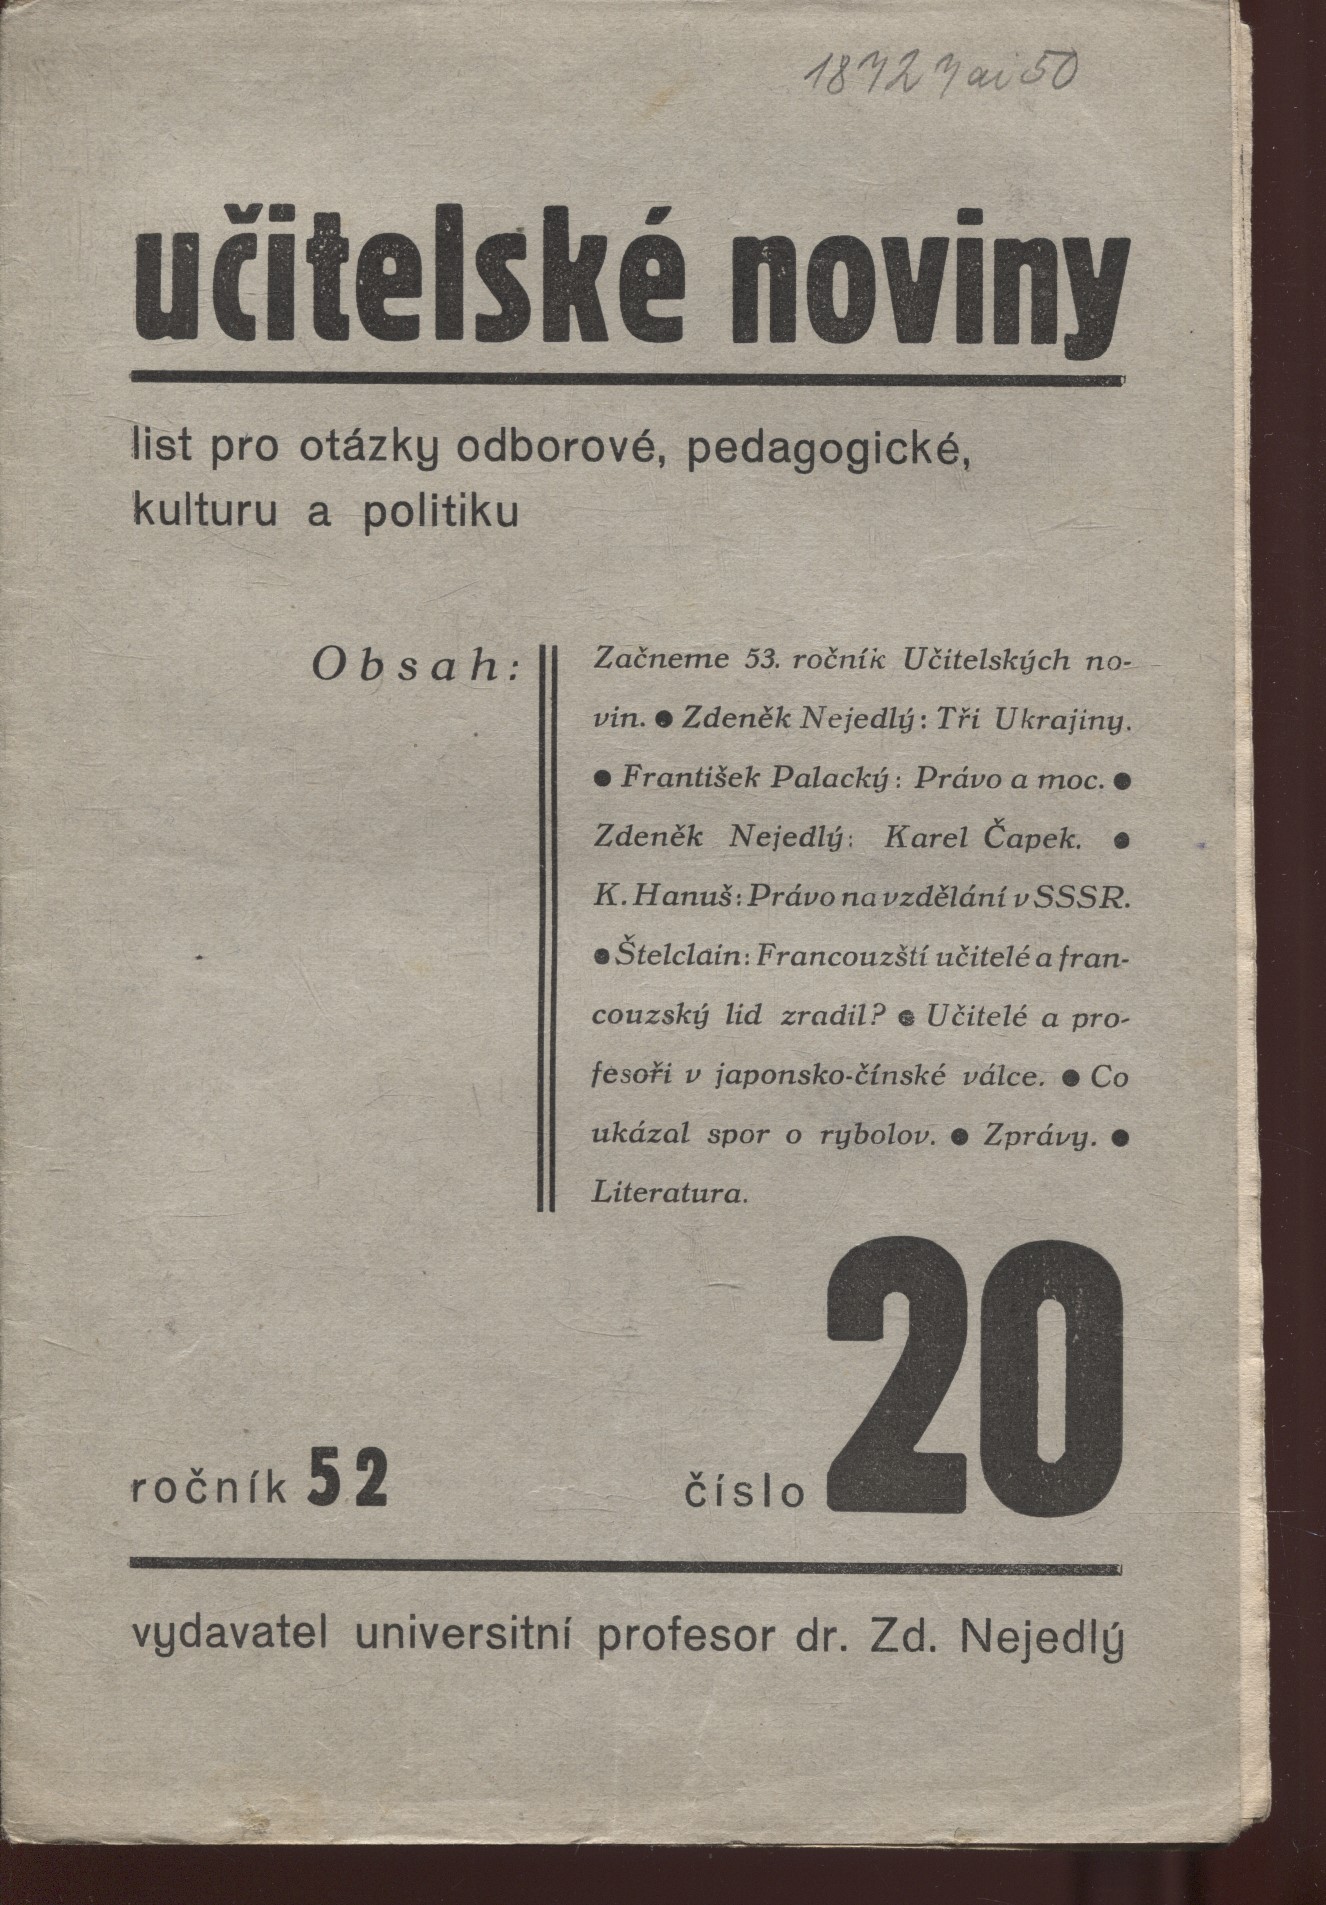 učitelské noviny
list pro otázky odborové, pedagogické,
kulturu a politiku
Obsah:
Začneme 53. ročník Učitelských no-
vin. ● Zdeněk Nejedlý: Tři Ukrajiny.
● František Palacký: Právo a moc. ●
Zdeněk Nejedlý: Karel Čapek. ●
K. Hanuš: Právo na vzdělání v SSSR.
● Štelclain: Francouzští učitelé a fran-
couzský lid zradil? ● Učitelé a pro-
fesoři v japonsko-čínské válce. ● Co
ukázal spor o rybolov. ● Zprávy. ●
Literatura.
ročník 52
číslo 20
vydavatel universitní profesor dr. Zd. Nejedlý